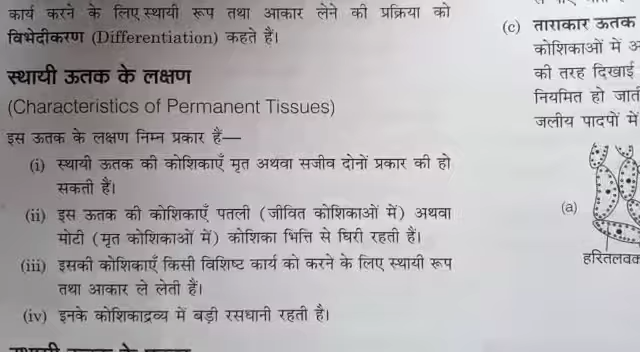 कार्य करने के लिए स्थायी रूप तथा आकार लेने की प्रक्रिया को
विभेदीकरण (Differentiation) कहते हैं।
स्थायी ऊतक के लक्षण
(Characteristics of Permanent Tissues)
इस ऊतक के लक्षण निम्न प्रकार हैं—
(i) स्थायी ऊतक की कोशिकाएँ मृत अथवा सजीव दोनों प्रकार की हो
सकती हैं।
(ii) इस ऊतक की कोशिकाएँ पतली (जीवित कोशिकाओं में) अथवा
मोटी (मृत कोशिकाओं में) कोशिका भित्ति से घिरी रहती हैं।
(iii) इसकी कोशिकाएँ किसी विशिष्ट कार्य को करने के लिए स्थायी रूप
तथा आकार ले लेती हैं।
(iv) इनके कोशिकाद्रव्य में बड़ी रसधानी रहती है।
(c) ताराकार ऊतक
कोशिकाओं में
की तरह दिखाई
नियमित हो जाती
जलीय पादपों में
(a)